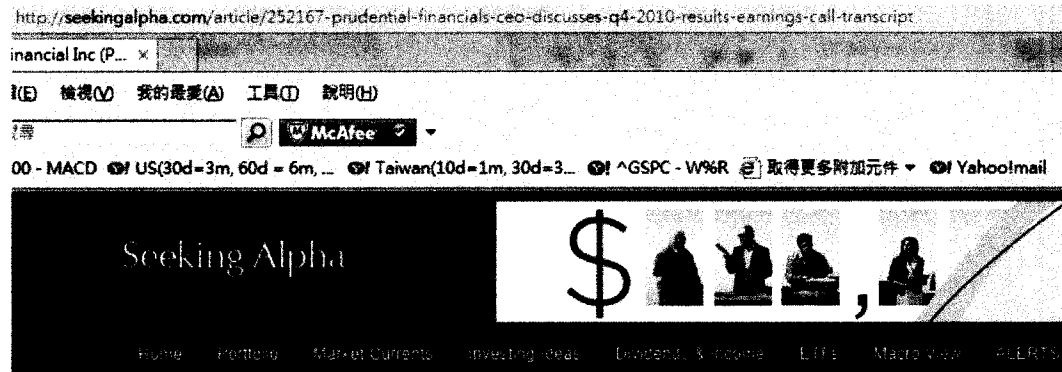 http://seekingalpha.com/article/252167-prudential-financials-ceo-discusses-q4-2010-results-earnings-call-transcript
inancial Inc (P... ×
(E) 檢視(V) 我的最愛(A) 工具(T) 說明(H)
McAfee
00 - MACD Y! US(30d=3m, 60d = 6m, ... Y! Taiwan(10d=1m, 30d=3... Y! ^GSPC - W%R 取得更多附加元件 Y! Yahoo!mail
Seeking Alpha
$ ,
Home Portfolio Market Currents Investing Ideas Dividends & Income ETFs Macro View ALERTS